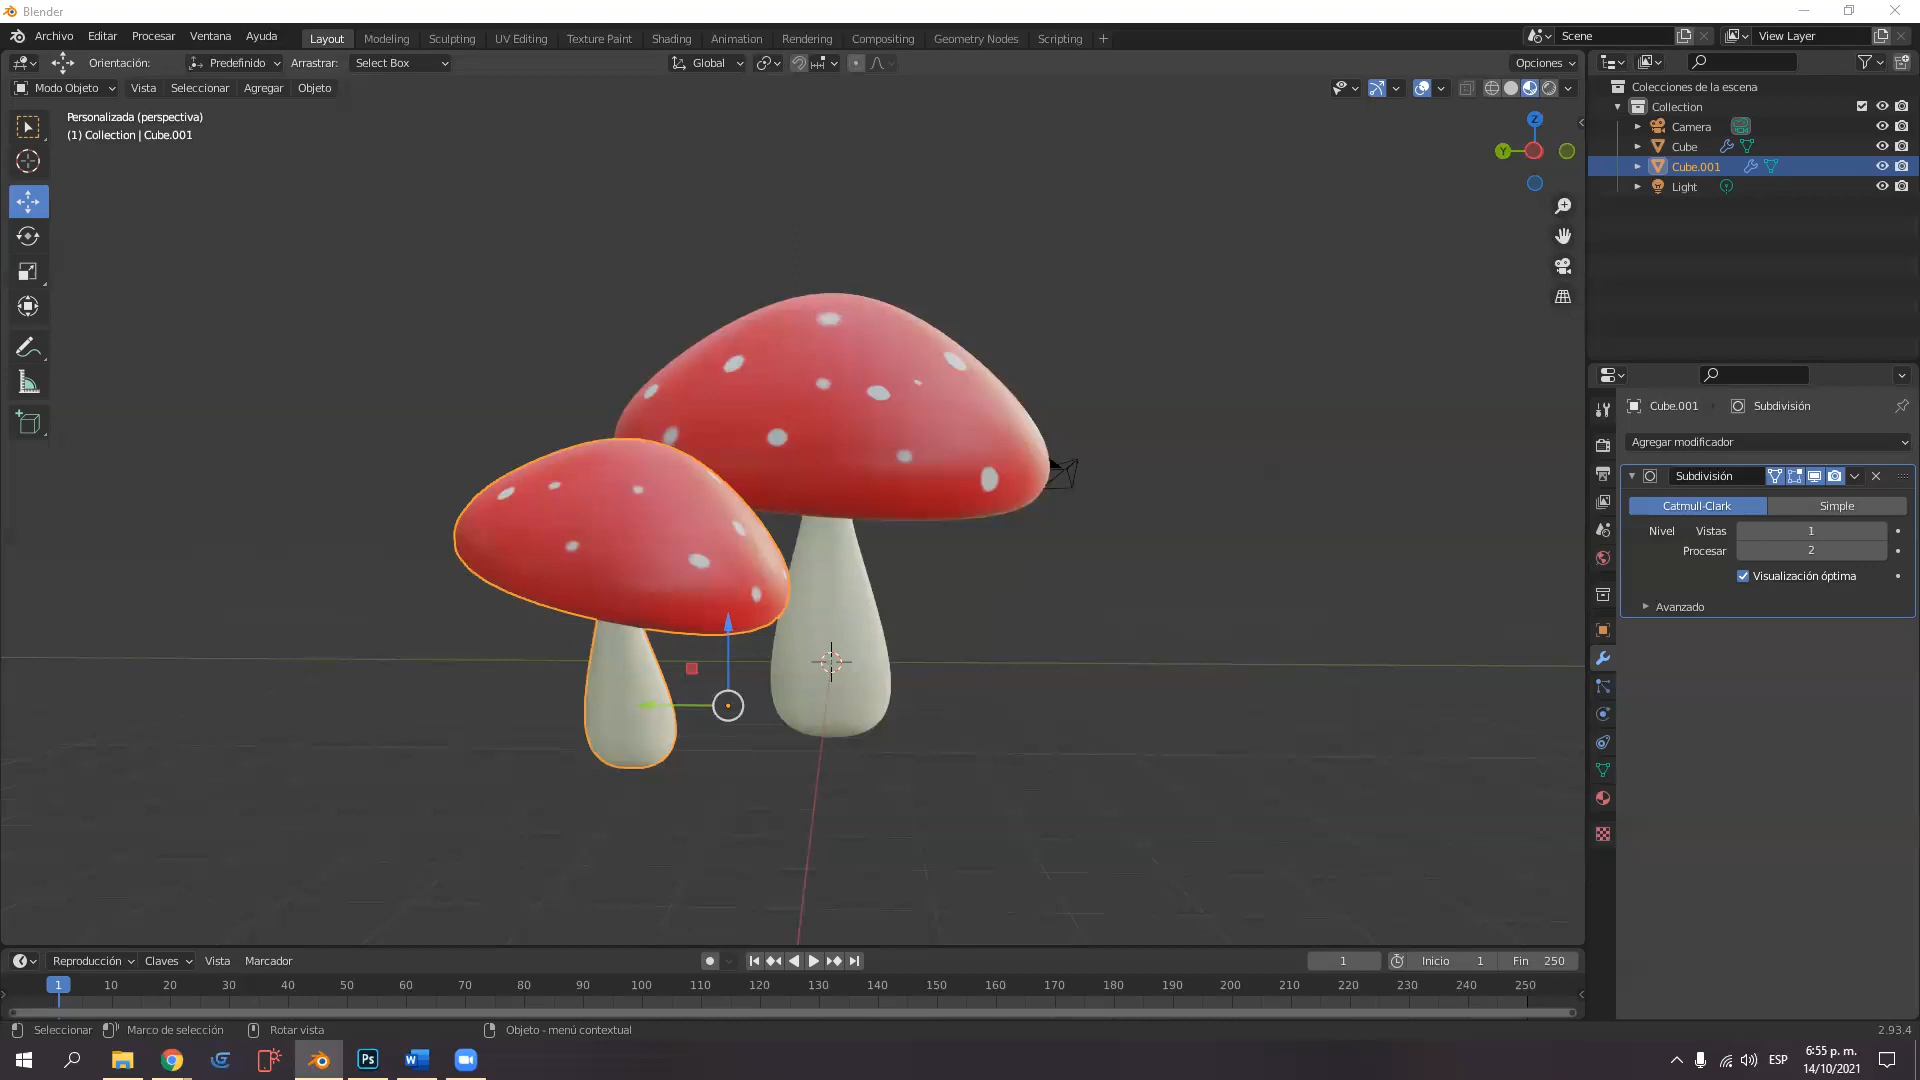 Blender
Archivo Editar Procesar Ventana Ayuda Layout Modeling Sculpting UV Editing Texture Paint Shading Animation Rendering Compositing Geometry Nodes Scripting + Scene View Layer
Orientación: Predefinido Arrastrar: Select Box Global Opciones
Modo Objeto Vista Seleccionar Agregar Objeto
Personalizada (perspectiva)
(1) Collection | Cube.001
Z
Y
Colecciones de la escena
Collection
Camera
Cube
Cube.001
Light
Cube.001 Subdivisión
Agregar modificador
Subdivisión
Catmull-Clark Simple
Nivel Vistas 1
Procesar 2
Visualización óptima
Avanzado
Reproducción Claves Vista Marcador 1 Inicio 1 Fin 250
1 10 20 30 40 50 60 70 80 90 100 110 120 130 140 150 160 170 180 190 200 210 220 230 240 250
Seleccionar Marco de selección Rotar vista Objeto - menú contextual 2.93.4
Ps W ESP
6:55 p. m.
14/10/2021